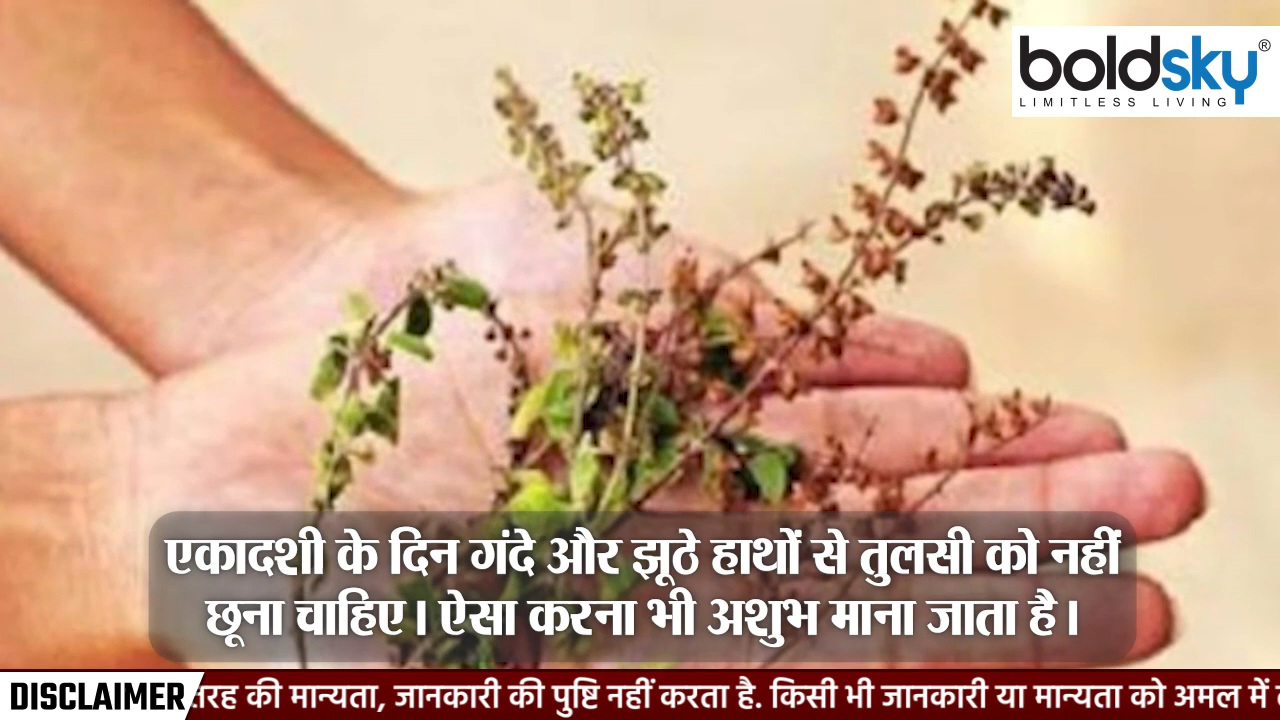 boldsky®
LIMITLESS LIVING
एकादशी के दिन गंदे और झूठे हाथों से तुलसी को नहीं
छूना चाहिए। ऐसा करना भी अशुभ माना जाता है।
DISCLAIMER की मान्यता, जानकारी की पुष्टि नहीं करता है. किसी भी जानकारी या मान्यता को अमल में